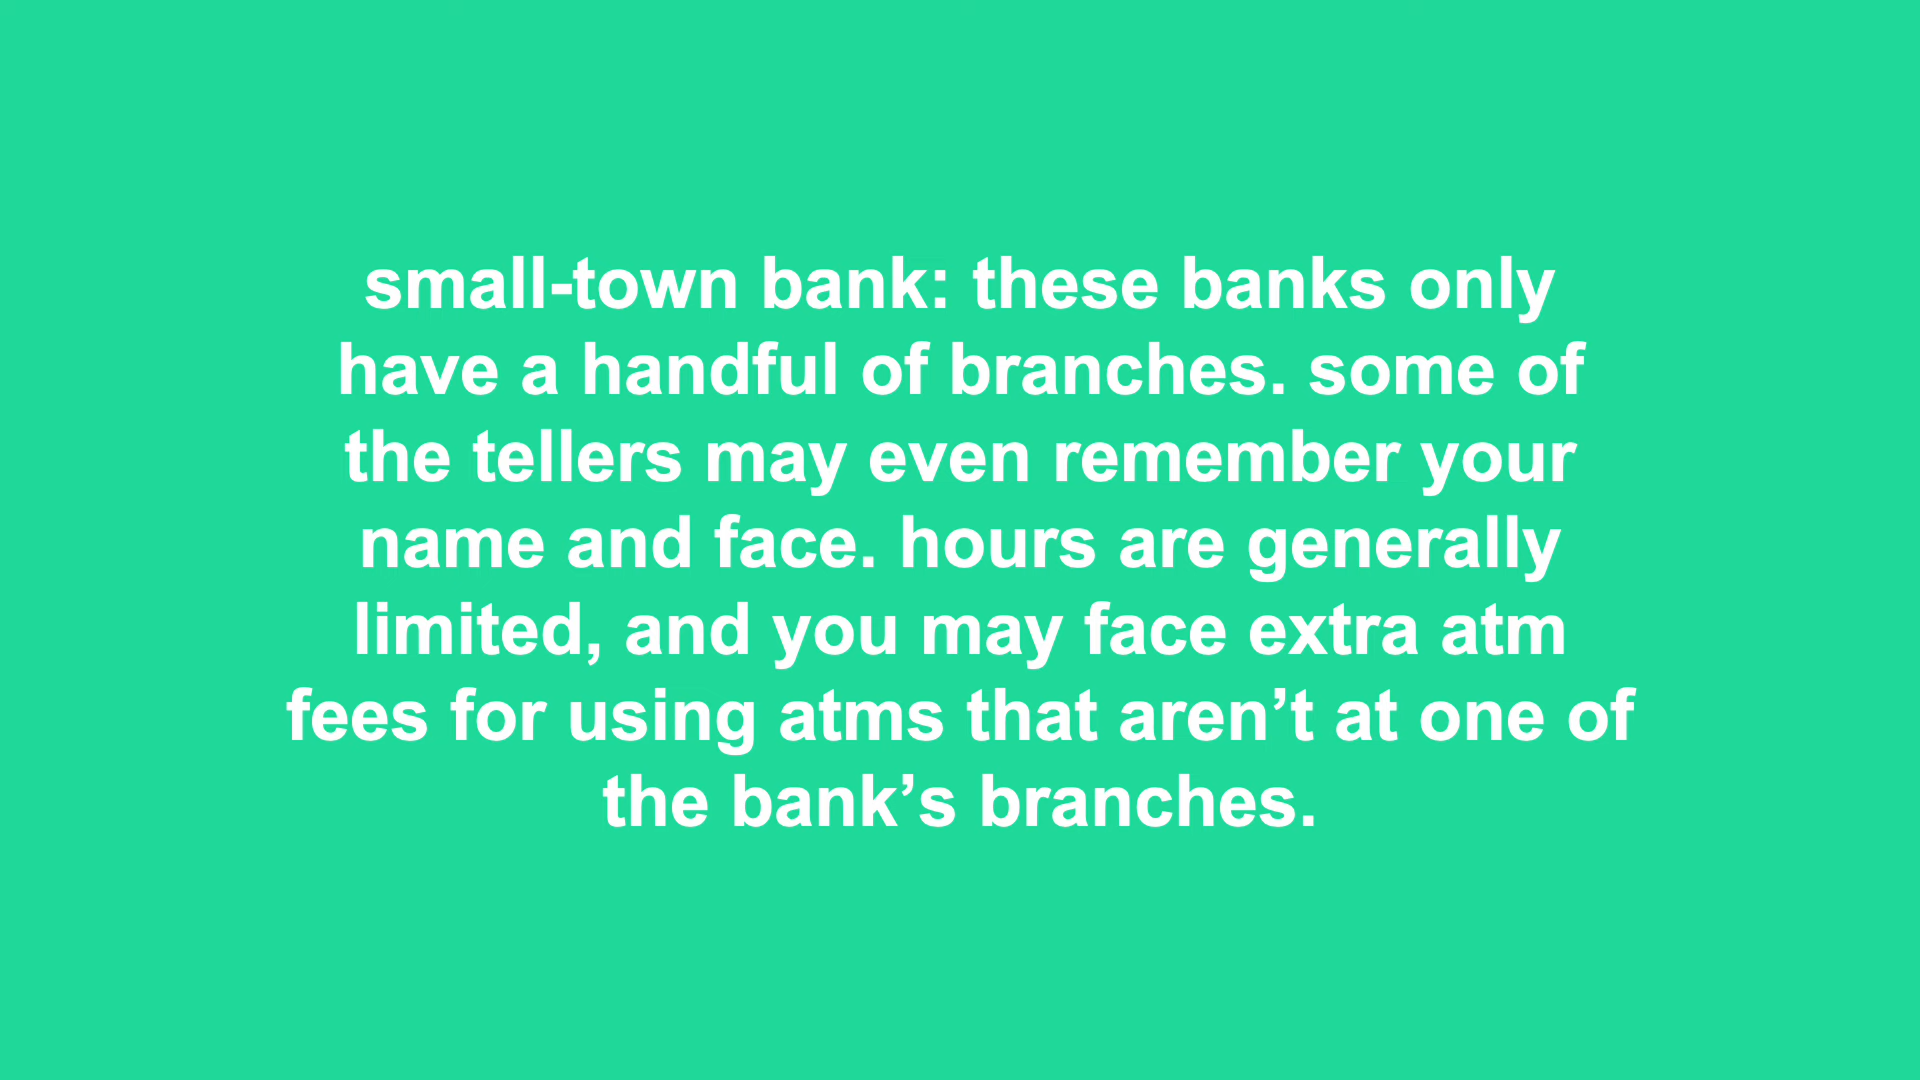 small-town bank: these banks only
have a handful of branches. some of
the tellers may even remember your
name and face. hours are generally
limited, and you may face extra atm
fees for using atms that aren’t at one of
the bank’s branches.